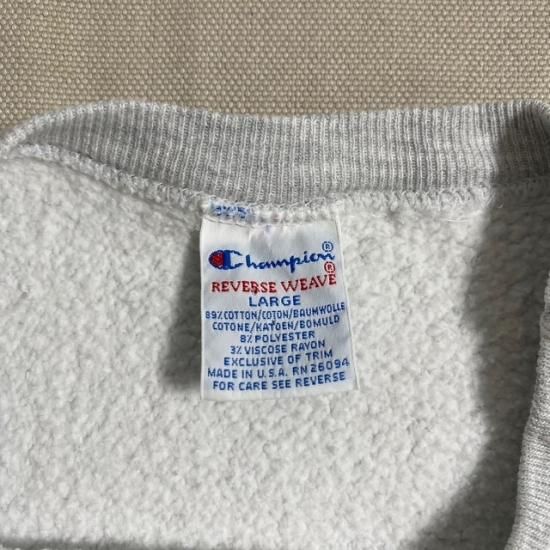 Champion®
REVERSE WEAVE®
LARGE
89% COTTON/COTON/BAUMWOLLE
COTONE/KATOEN/BOMULD
8% POLYESTER
3% VISCOSE RAYON
EXCLUSIVE OF TRIM
MADE IN U.S.A. RN 26094
FOR CARE SEE REVERSE